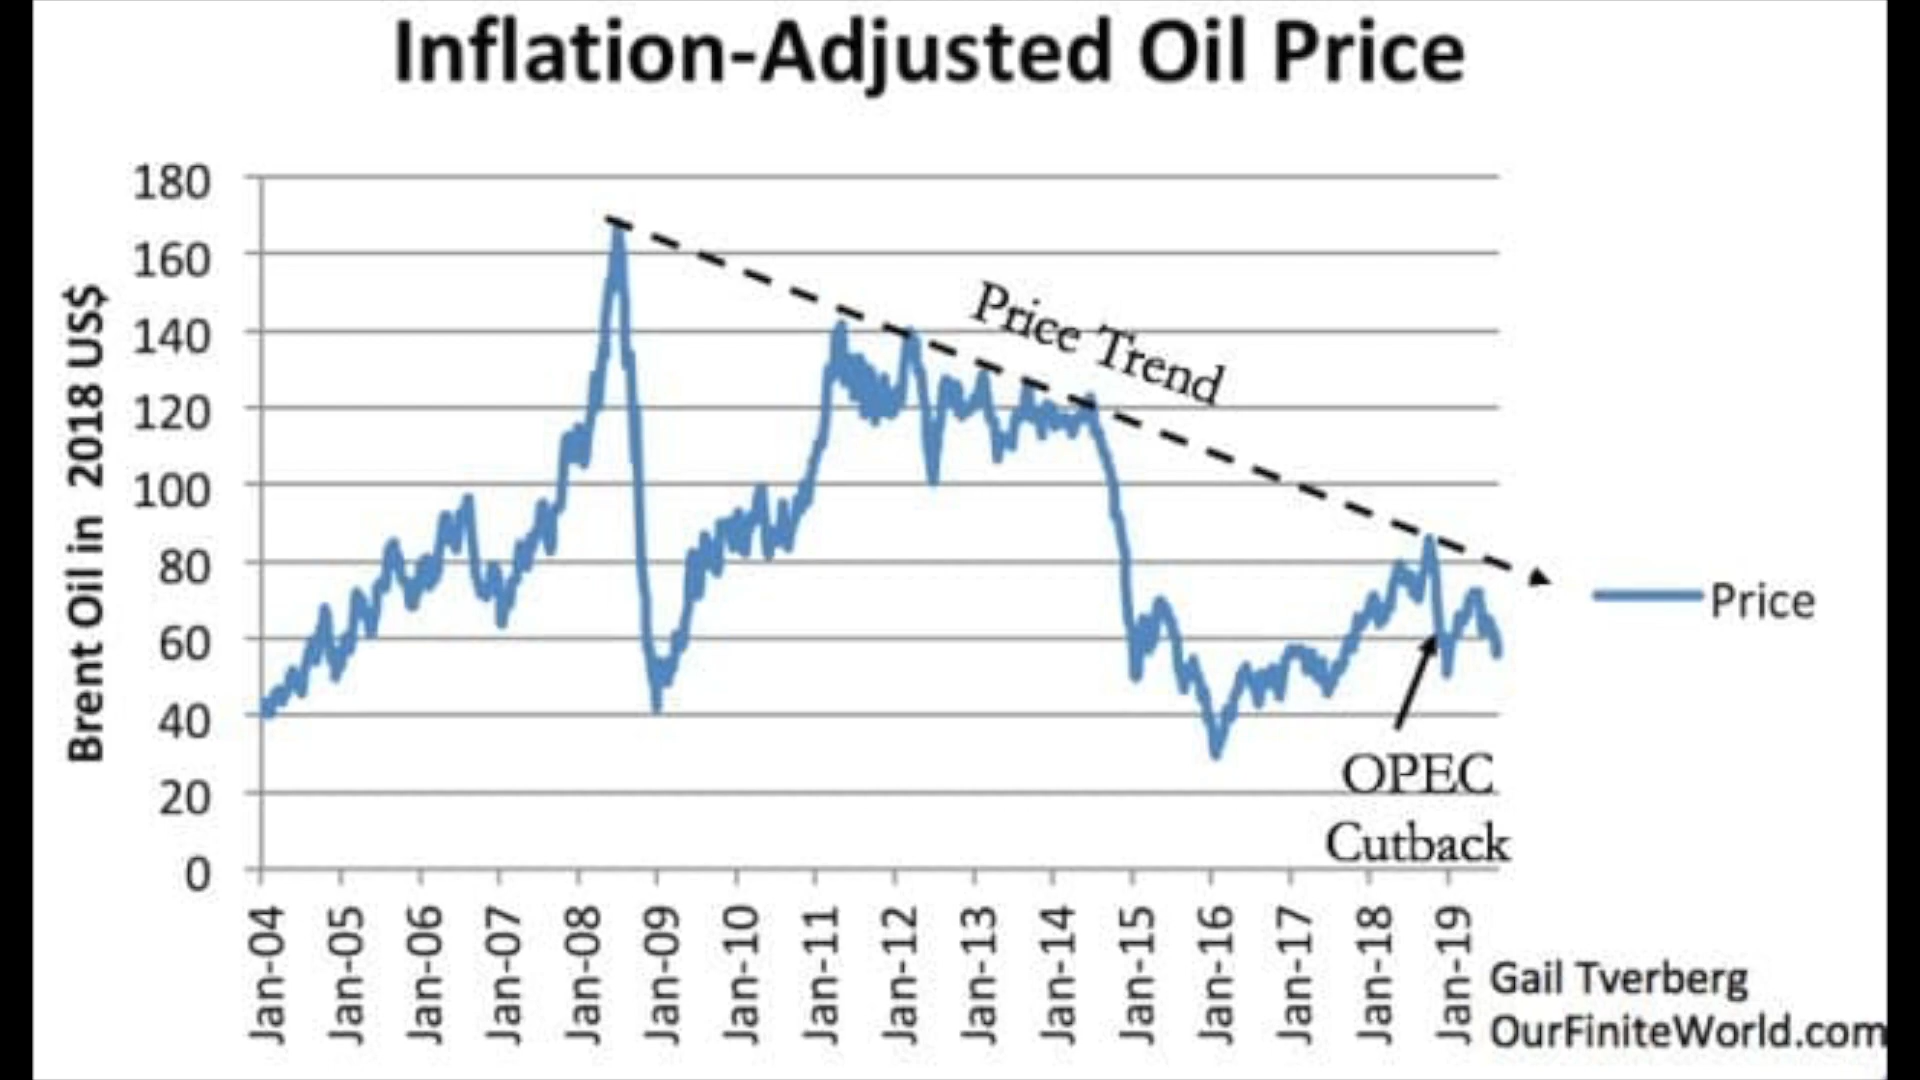 Inflation-Adjusted Oil Price
Brent Oil in 2018 US$
180
160
140
120
100
80
60
40
20
0
Price Trend
Price
OPEC
Cutback
Jan-04
Jan-05
Jan-06
Jan-07
Jan-08
Jan-09
Jan-10
Jan-11
Jan-12
Jan-13
Jan-14
Jan-15
Jan-16
Jan-17
Jan-18
Jan-19
Gail Tverberg
OurFiniteWorld.com